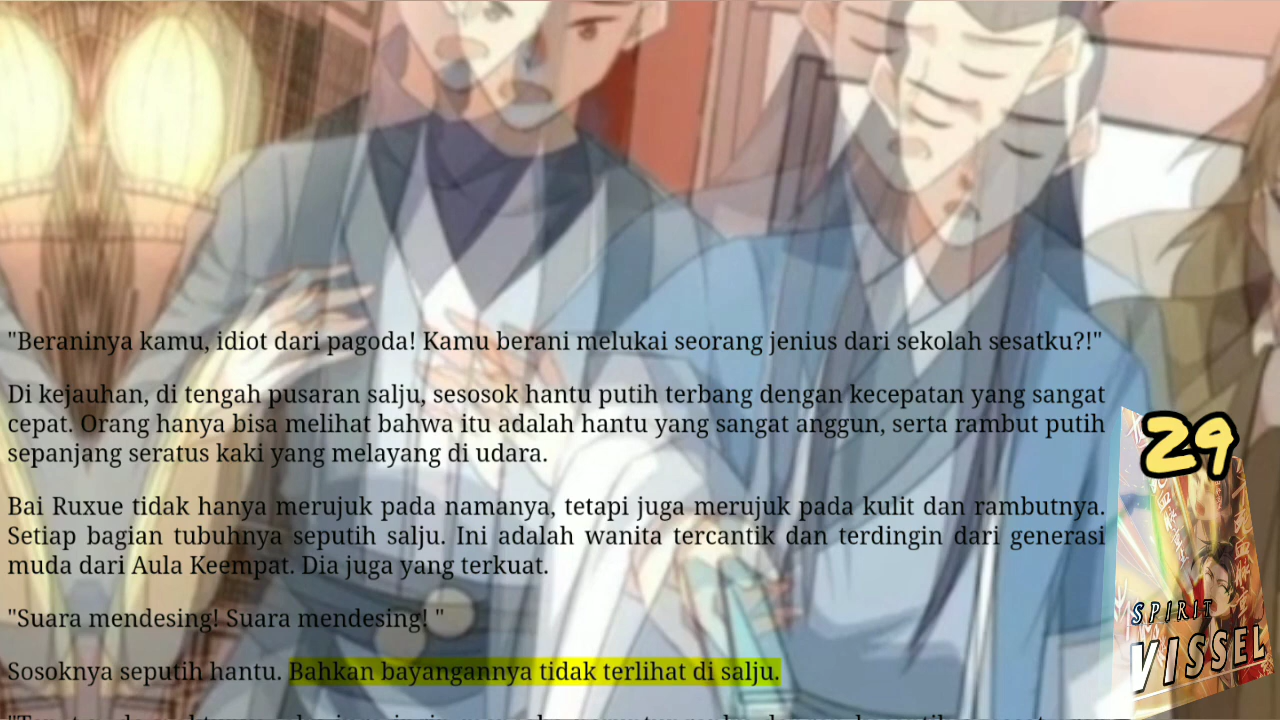 "Beraninya kamu, idiot dari pagoda! Kamu berani melukai seorang jenius dari sekolah sesatku?!"
Di kejauhan, di tengah pusaran salju, sesosok hantu putih terbang dengan kecepatan yang sangat
cepat. Orang hanya bisa melihat bahwa itu adalah hantu yang sangat anggun, serta rambut putih
sepanjang seratus kaki yang melayang di udara.
Bai Ruxue tidak hanya merujuk pada namanya, tetapi juga merujuk pada kulit dan rambutnya.
Setiap bagian tubuhnya seputih salju. Ini adalah wanita tercantik dan terdingin dari generasi
muda dari Aula Keempat. Dia juga yang terkuat.
"Suara mendesing! Suara mendesing! "
Sosoknya seputih hantu. Bahkan bayangannya tidak terlihat di salju.
29
SPIRIT
VISSEL